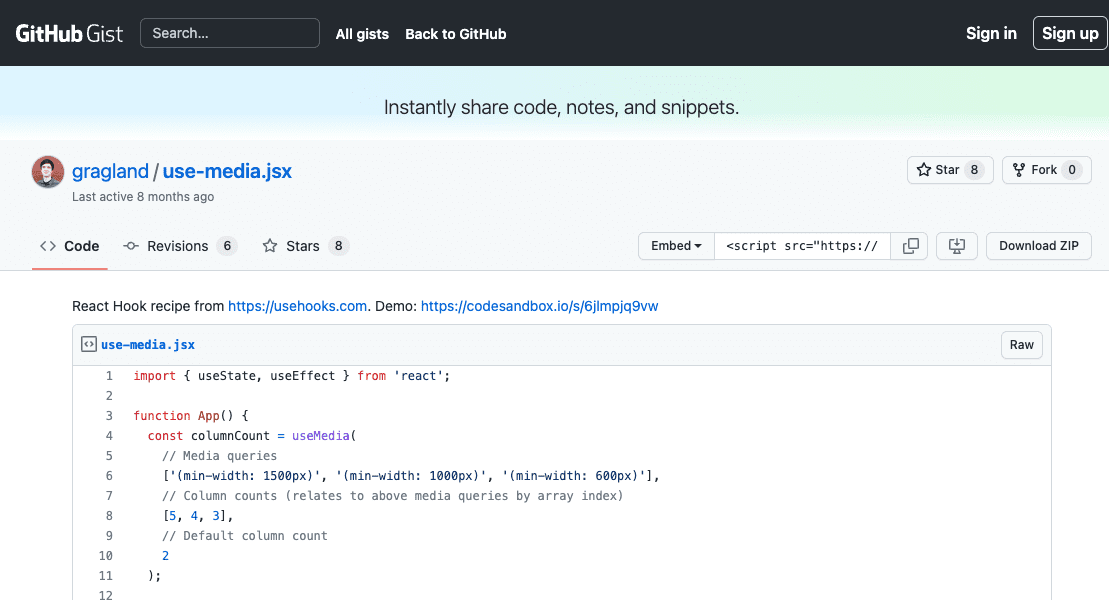 GitHub Gist Search... All gists Back to GitHub Sign in Sign up
Instantly share code, notes, and snippets.
gragland / use-media.jsx Star 8 Fork 0
Last active 8 months ago
Code Revisions 6 Stars 8 Embed <script src="https:// Download ZIP
React Hook recipe from https://usehooks.com. Demo: https://codesandbox.io/s/6jlmpjq9vw
use-media.jsx Raw
1 import { useState, useEffect } from 'react';
2
3 function App() {
4 const columnCount = useMedia(
5 // Media queries
6 ['(min-width: 1500px)', '(min-width: 1000px)', '(min-width: 600px)'],
7 // Column counts (relates to above media queries by array index)
8 [5, 4, 3],
9 // Default column count
10 2
11 );
12